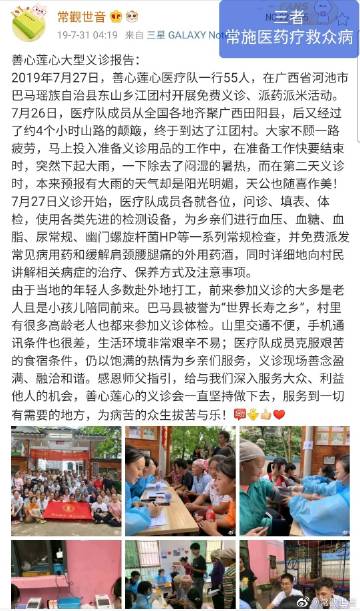 常觀世音
19-7-31 04:19 来自 三星 GALAXY Not
三者
常施医药疗救众病
善心莲心大型义诊报告：
2019年7月27日，善心莲心医疗队一行55人，在广西省河池市
巴马瑶族自治县东山乡江团村开展免费义诊、派药派米活动。
7月26日，医疗队成员从全国各地齐聚广西田阳县，后又经过
了约4个小时山路的颠簸，终于到达了江团村。大家不顾一路
疲劳，马上投入准备义诊用品的工作中，在准备工作快要结束
时，突然下起大雨，一下除去了闷湿的暑热，而在第二天义诊
时，本来预报有大雨的天气却是阳光明媚，天公也随喜作美！
7月27日义诊开始，医疗队成员各就各位，问诊、填表、体
检，使用各类先进的检测设备，为乡亲们进行血压、血糖、血
脂、尿常规、幽门螺旋杆菌HP等一系列常规检查，并免费派发
常见病用药和缓解肩颈腰腿痛的外用药酒，同时详细地向村民
讲解相关病症的治疗、保养方式及注意事项。
由于当地的年轻人多数赴外地打工，前来参加义诊的大多是老
人且是小孩儿陪同前来。巴马县被誉为“世界长寿之乡”，村里
有很多高龄老人也都来参加义诊体检。山里交通不便，手机通
讯条件也很差，生活环境非常艰辛不易；医疗队成员克服艰苦
的食宿条件，仍以饱满的热情为乡亲们服务，义诊现场善念盈
满、融洽和谐。感恩师父指引，给与我们深入服务大众、利益
他人的机会，善心莲心的义诊会一直坚持做下去，服务到一切
有需要的地方，为病苦的众生拔苦与乐！